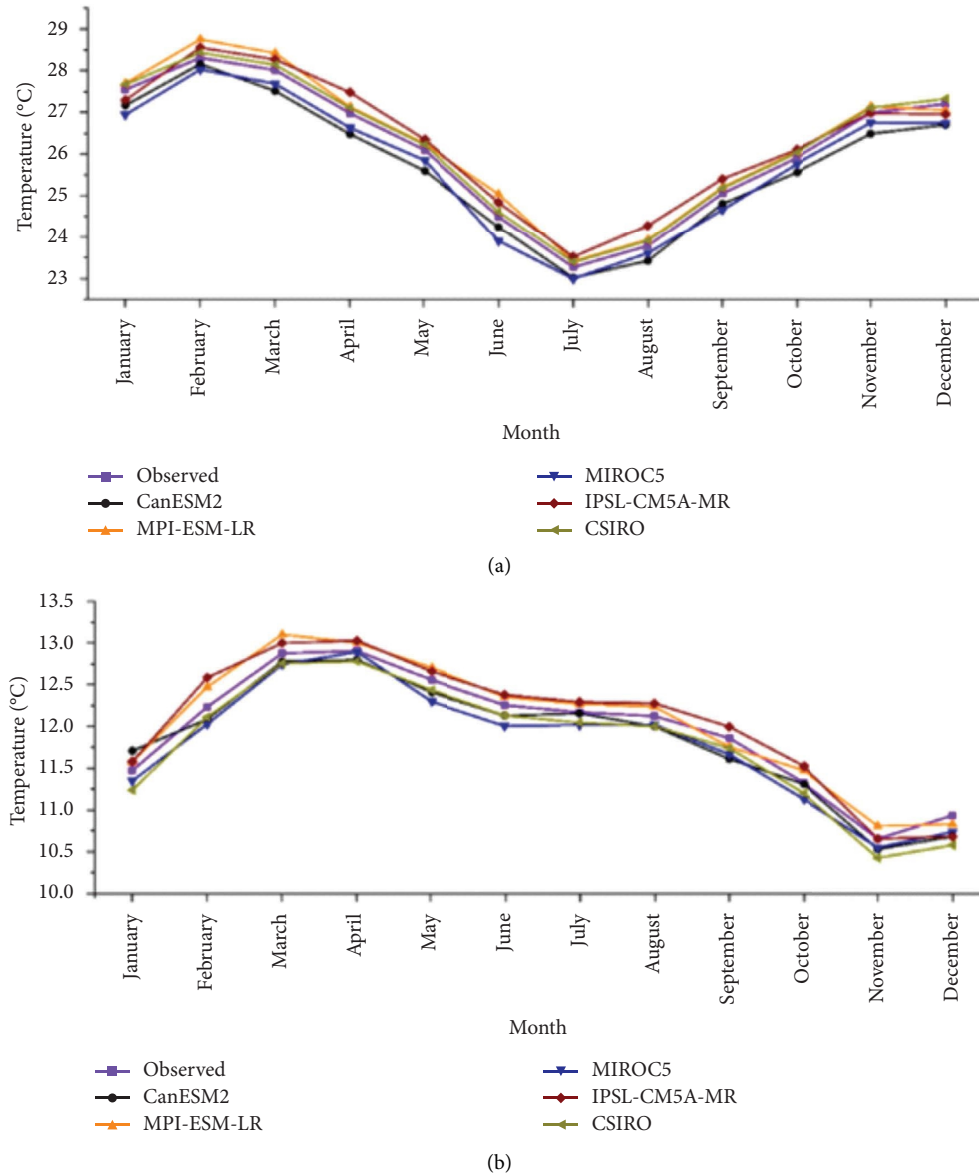 Temperature (°C)
29
28
27
26
25
24
23
January
February
March
April
May
June
July
August
September
October
November
December
Month
Observed
CanESM2
MPI-ESM-LR
MIROC5
IPSL-CM5A-MR
CSIRO
(a)
Temperature (°C)
13.5
13.0
12.5
12.0
11.5
11.0
10.5
10.0
January
February
March
April
May
June
July
August
September
October
November
December
Month
Observed
CanESM2
MPI-ESM-LR
MIROC5
IPSL-CM5A-MR
CSIRO
(b)